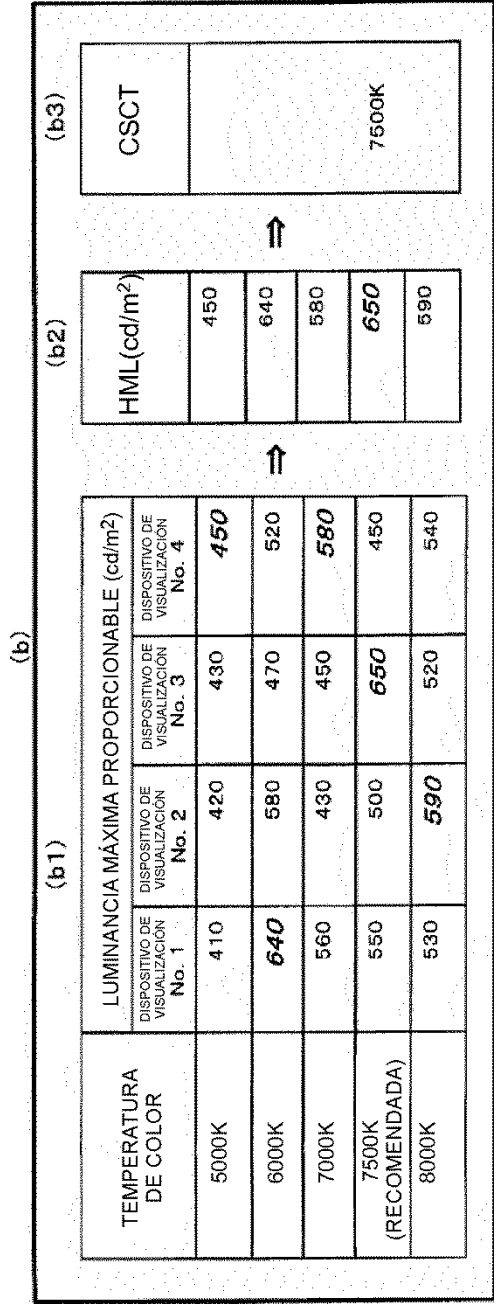 (b)
(b1)
(b2)
(b3)
TEMPERATURA DE COLOR
LUMINANCIA MÁXIMA PROPORCIONABLE (cd/m2)
DISPOSITIVO DE VISUALIZACIÓN No. 1
DISPOSITIVO DE VISUALIZACIÓN No. 2
DISPOSITIVO DE VISUALIZACIÓN No. 3
DISPOSITIVO DE VISUALIZACIÓN No. 4
HML(cd/m²)
CSCT
5000K 410 420 430 450 450
6000K 640 580 470 520 640
7000K 560 430 450 580 580
7500K (RECOMENDADA) 550 500 650 450 650 7500K
8000K 530 590 520 540 590
⇒ ⇒